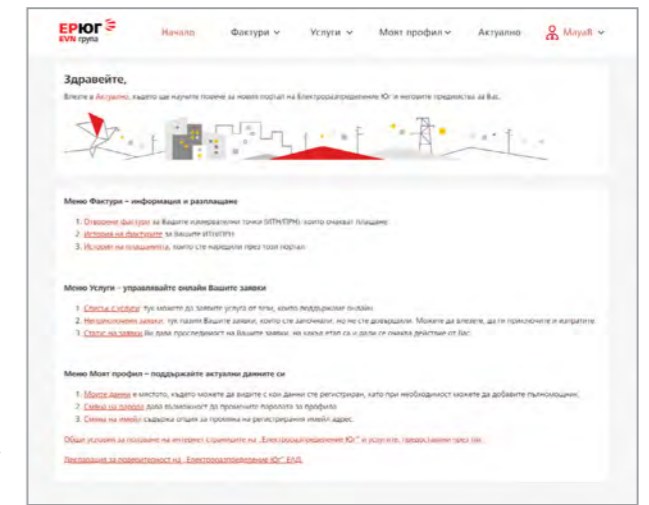 ЕРЮГ
EVN група
Начало Фактури Услуги Моят профил Актуално MayaB
Здравейте,
Влезте в Актуално, където ще научите повече за новия портал на Електроразпределение Юг и неговите предимства за Вас.
Меню Фактури – информация и разплащане
1. Отворени фактури за Вашите измервателни точки (ИТН/ПРН), които очакват плащане
2. История на фактурите за Вашите ИТН/ПРН
3. История на плащанията, които сте наредили през този портал
Меню Услуги – управлявайте онлайн Вашите заявки
1. Списък с услуги: тук можете да заявите услуга от тези, които поддържаме онлайн.
2. Неприключени заявки: тук пазим Вашите заявки, които сте започнали, но не сте довършили. Можете да влезете, да ги приключите и изпратите.
3. Статус на заявки Ви дава проследимост на Вашите заявки, на какъв етап са и дали се очаква действие от Вас.
Меню Моят профил – поддържайте актуални данните си
1. Моите данни е мястото, където можете да видите с кои данни сте регистриран, като при необходимост можете да добавите пълномощник.
2. Смяна на парола дава възможност да промените паролата за профила.
3. Смяна на имейл съдържа опция за промяна на регистрирания имейл адрес.
Общи условия за ползване на интернет страниците на „Електроразпределение Юг“ и услугите, предоставяни чрез тях.
Декларация за поверителност на „Електроразпределение Юг“ ЕАД.